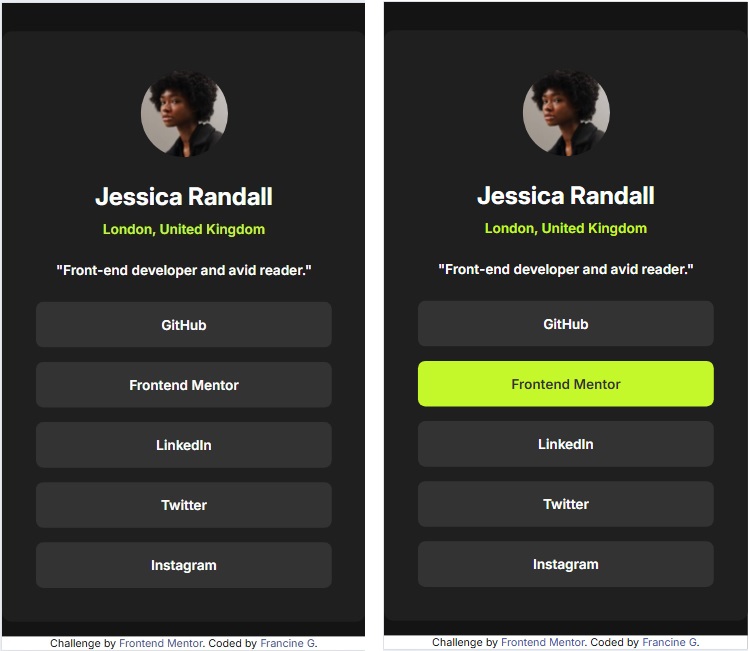 Jessica Randall
London, United Kingdom
"Front-end developer and avid reader."
GitHub
Frontend Mentor
LinkedIn
Twitter
Instagram
Challenge by Frontend Mentor. Coded by Francine G.
Jessica Randall
London, United Kingdom
"Front-end developer and avid reader."
GitHub
Frontend Mentor
LinkedIn
Twitter
Instagram
Challenge by Frontend Mentor. Coded by Francine G.